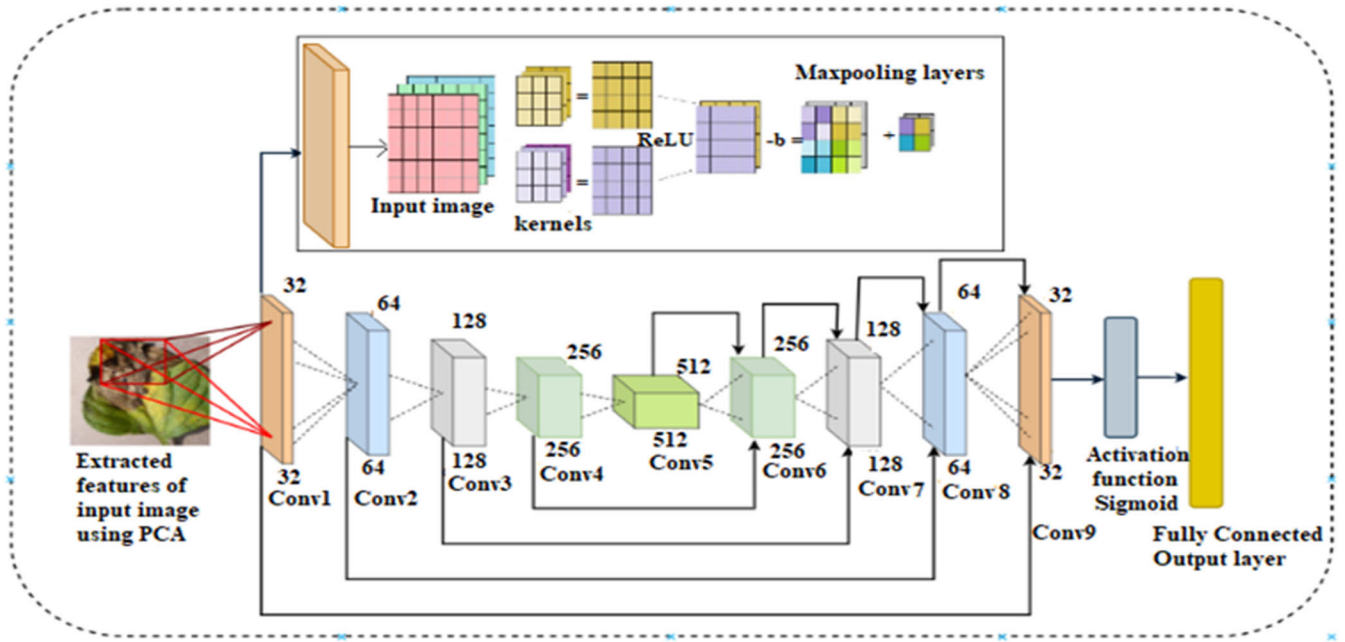 Maxpooling layers
ReLU
-b =
+
=
=
Input image
kernels
32
64
128
256
512
256
128
64
32
32
Conv1
64
Conv2
128
Conv3
256
Conv4
512
Conv5
256
Conv6
128
Conv7
64
Conv8
32
Conv9
Extracted
features of
input image
using PCA
Activation
function
Sigmoid
Fully Connected
Output layer